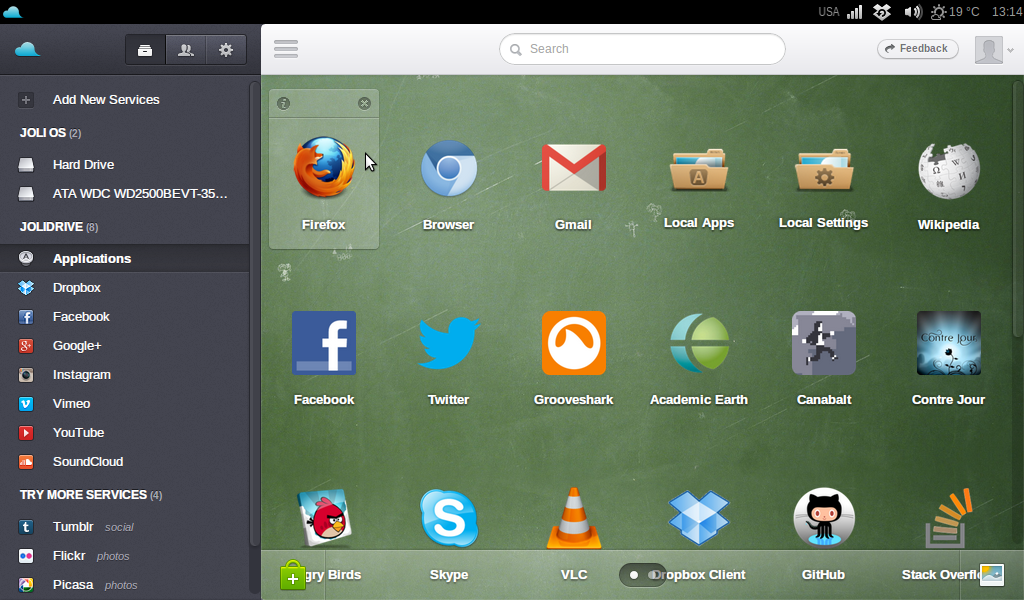 USA 19 °C 13:14
Search
Feedback
Add New Services
JOLI OS (2)
Hard Drive
ATA WDC WD2500BEVT-35...
JOLIDRIVE (8)
Applications
Dropbox
Facebook
Google+
Instagram
Vimeo
YouTube
SoundCloud
TRY MORE SERVICES (4)
Tumblr social
Flickr photos
Picasa photos
Firefox
Browser
Gmail
Local Apps
Local Settings
Wikipedia
Facebook
Twitter
Grooveshark
Academic Earth
Canabalt
Contre Jour
Contre Jour
gry Birds
Skype
VLC
Dropbox Client
GitHub
Stack Overfl